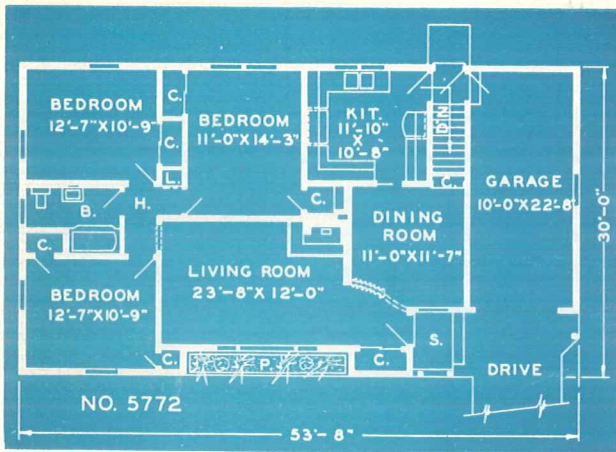 BEDROOM
12'-7"X10'-9"
C.
C.
L.
BEDROOM
11'-0"X14'-3"
KIT.
11'-10"
X
10'-8"
D'N.
C.
GARAGE
10'-0"X22'-8"
30'-0"
B.
H.
C.
C.
DINING
ROOM
11'-0"X11'-7"
LIVING ROOM
23'-8"X12'-0"
BEDROOM
12'-7"X10'-9"
C.
P.
C.
S.
DRIVE
NO. 5772
53'-8"